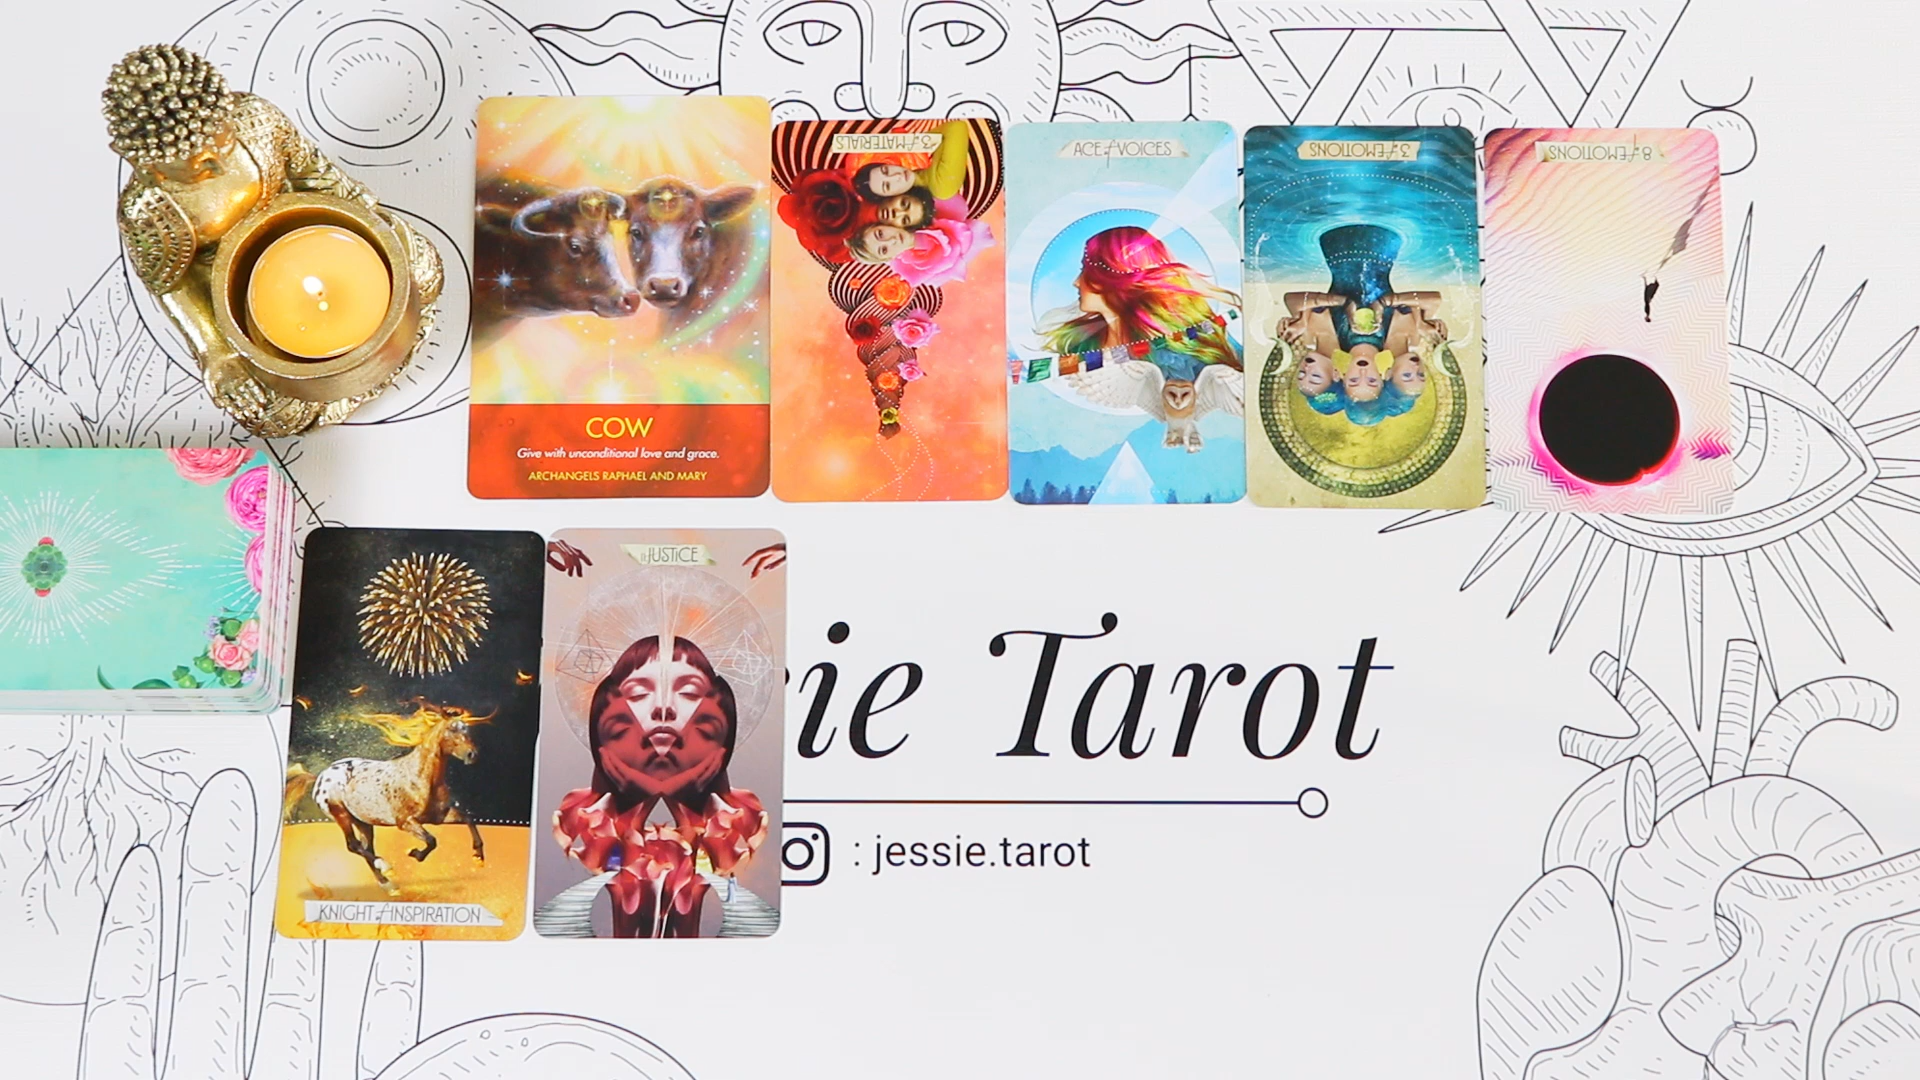 3 of MATERIALS
ACE of VOICES
3 of EMOTIONS
8 of EMOTIONS
COW
Give with unconditional love and grace.
ARCHANGELS RAPHAEL AND MARY
JUSTICE
KNIGHT of INSPIRATION
sie Tarot
: jessie.tarot